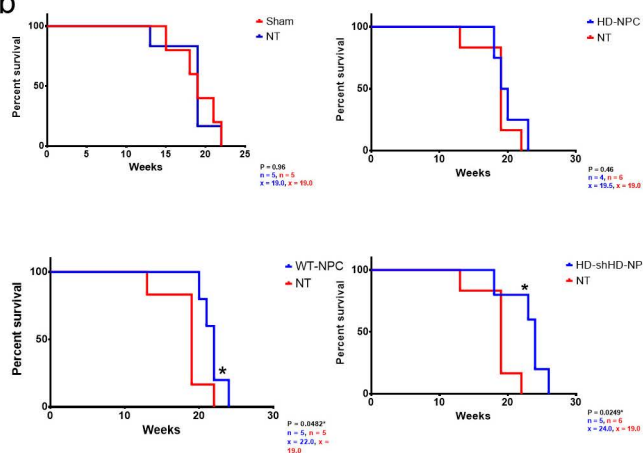 b
Sham
NT
Percent survival
100
50
0
0 5 10 15 20 25
Weeks
P = 0.96
n = 5, n = 5
x = 19.0, x = 19.0
HD-NPC
NT
Percent survival
100
50
0
0 10 20 30
Weeks
P = 0.46
n = 4, n = 6
x = 19.5, x = 19.0
WT-NPC
NT
Percent survival
100
50
0
0 10 20 30
*
Weeks
P = 0.0482*
n = 5, n = 5
x = 22.0, x =
19.0
HD-shHD-NP
NT
Percent survival
100
50
0
0 10 20 30
*
Weeks
P = 0.0249*
n = 5, n = 6
x = 24.0, x = 19.0